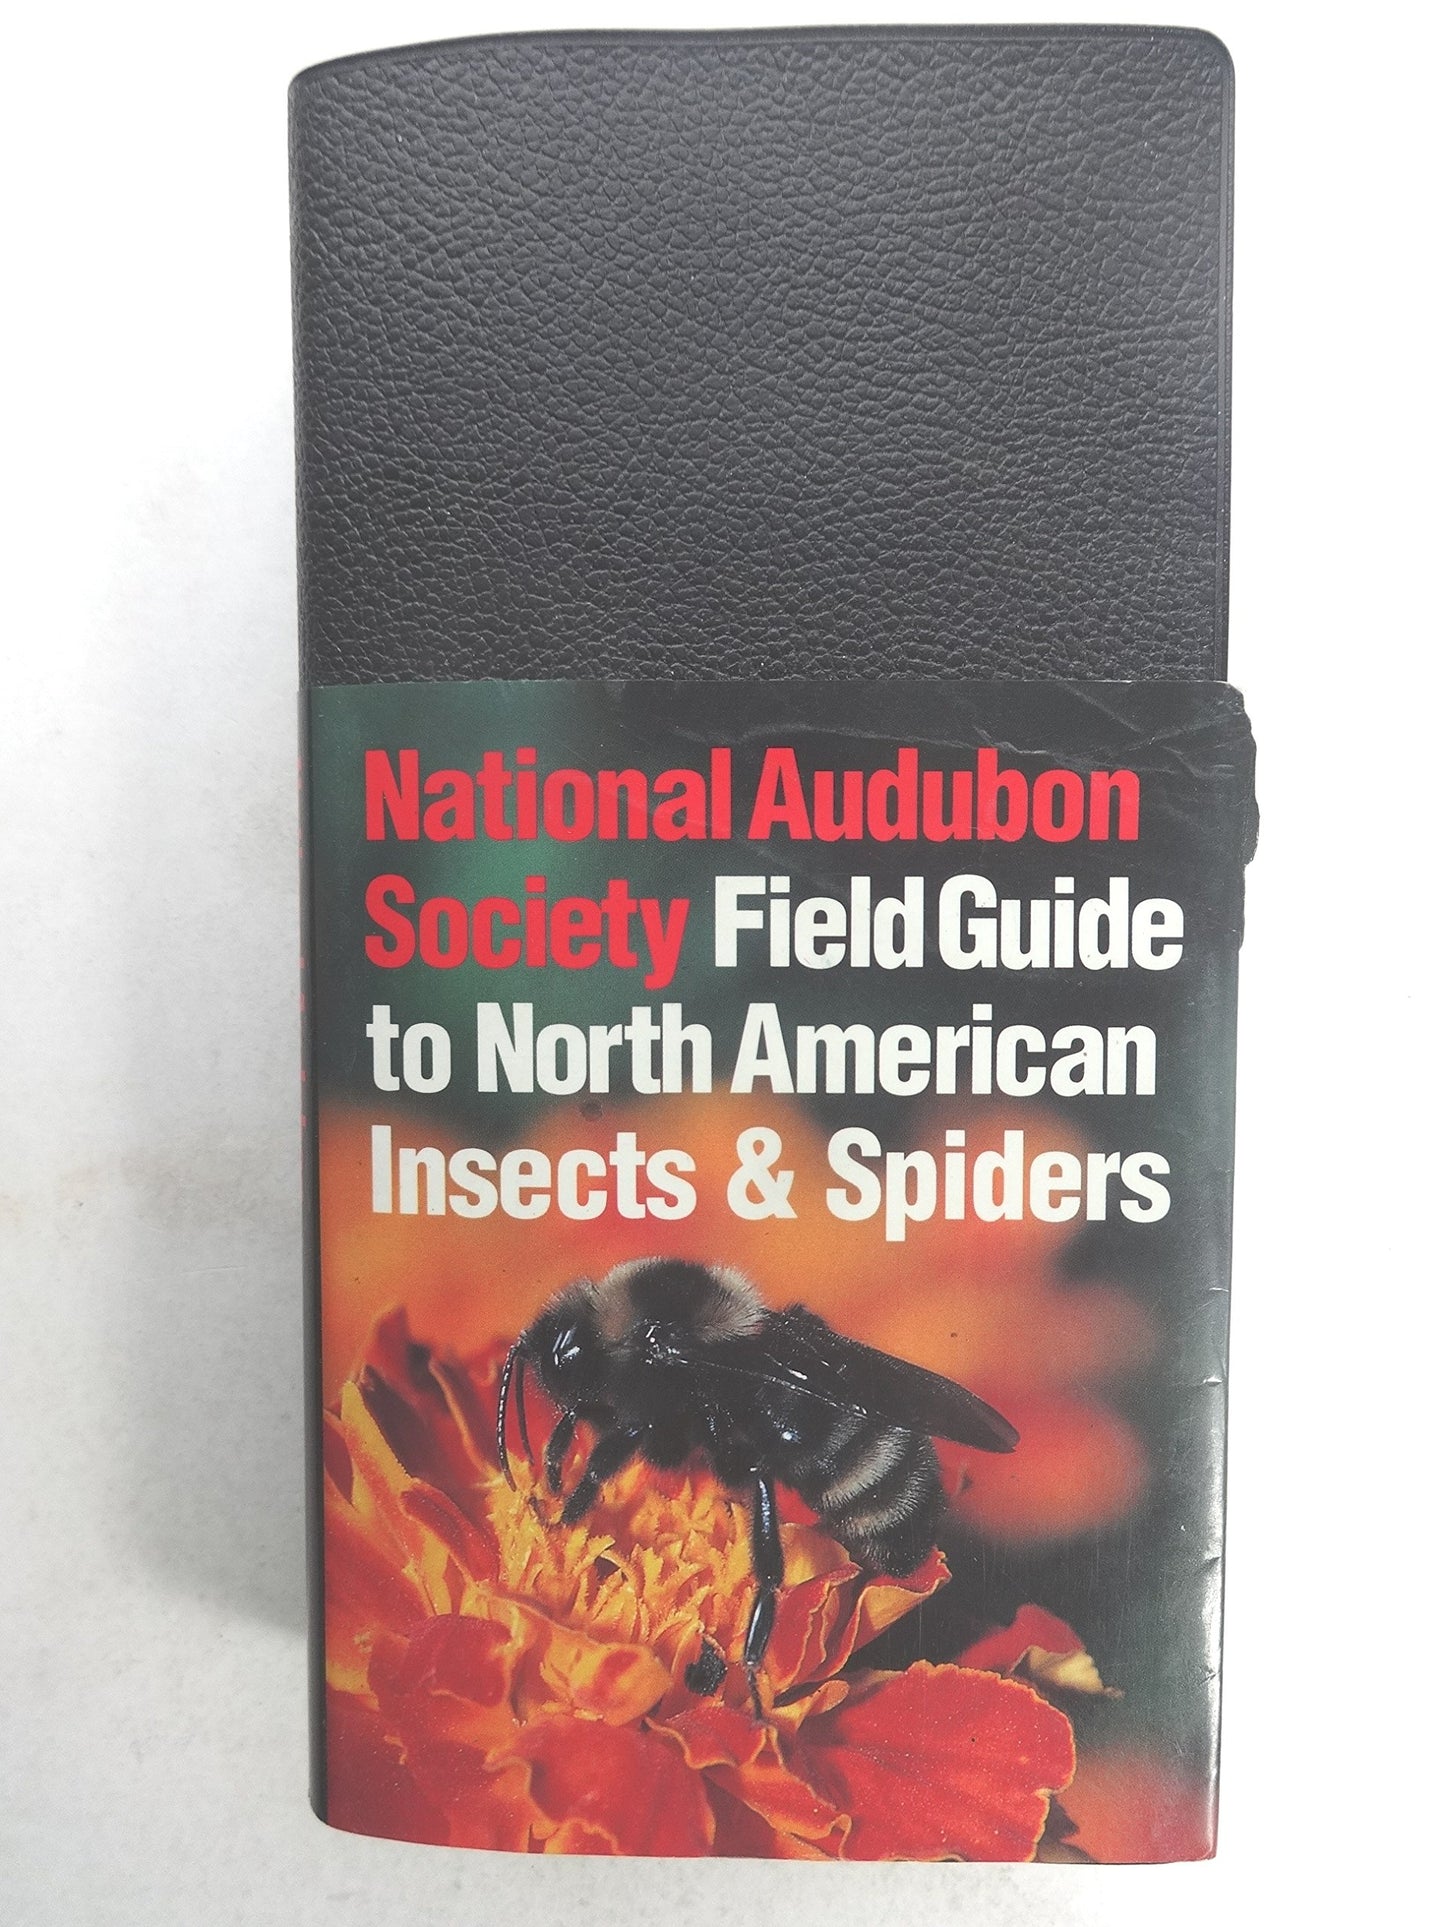 National Audubon
Society Field Guide
to North American
Insects & Spiders